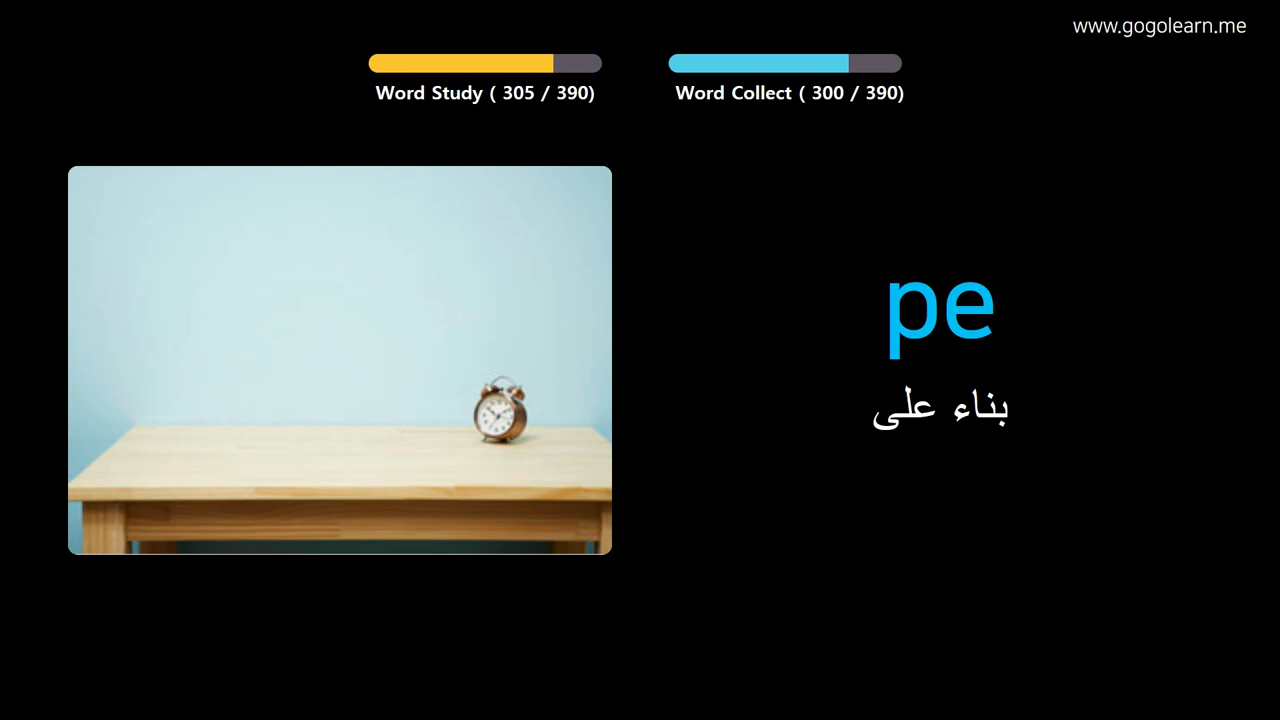 www.gogolearn.me
Word Study ( 305 / 390)
Word Collect ( 300 / 390)
pe
بناء على